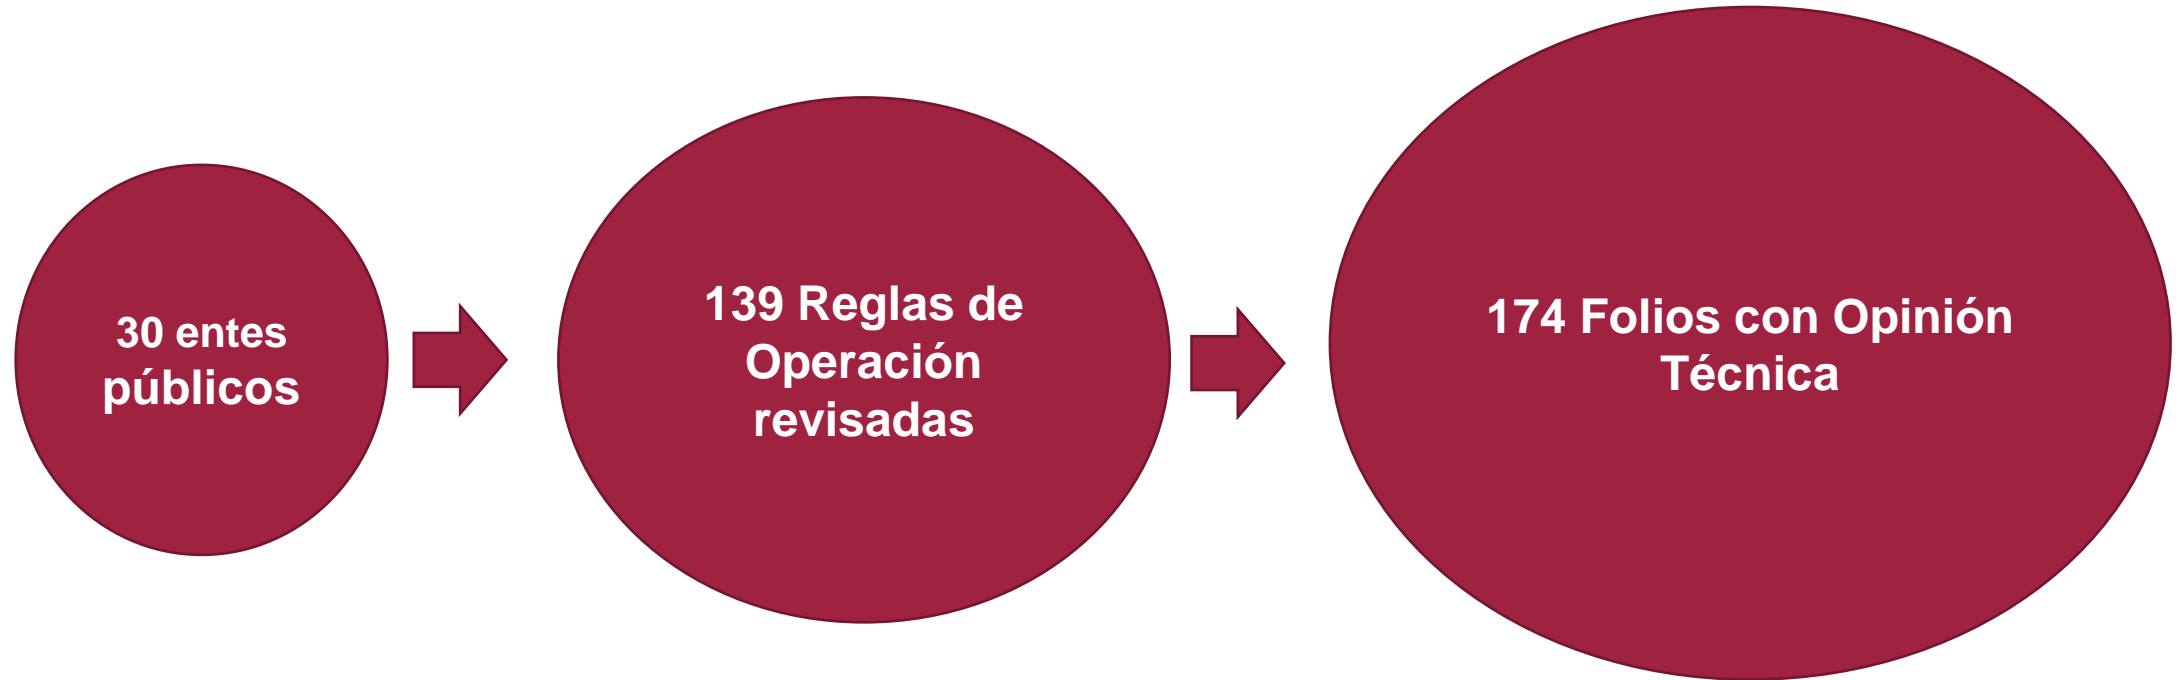 30 entes
públicos
139 Reglas de
Operación
revisadas
174 Folios con Opinión
Técnica